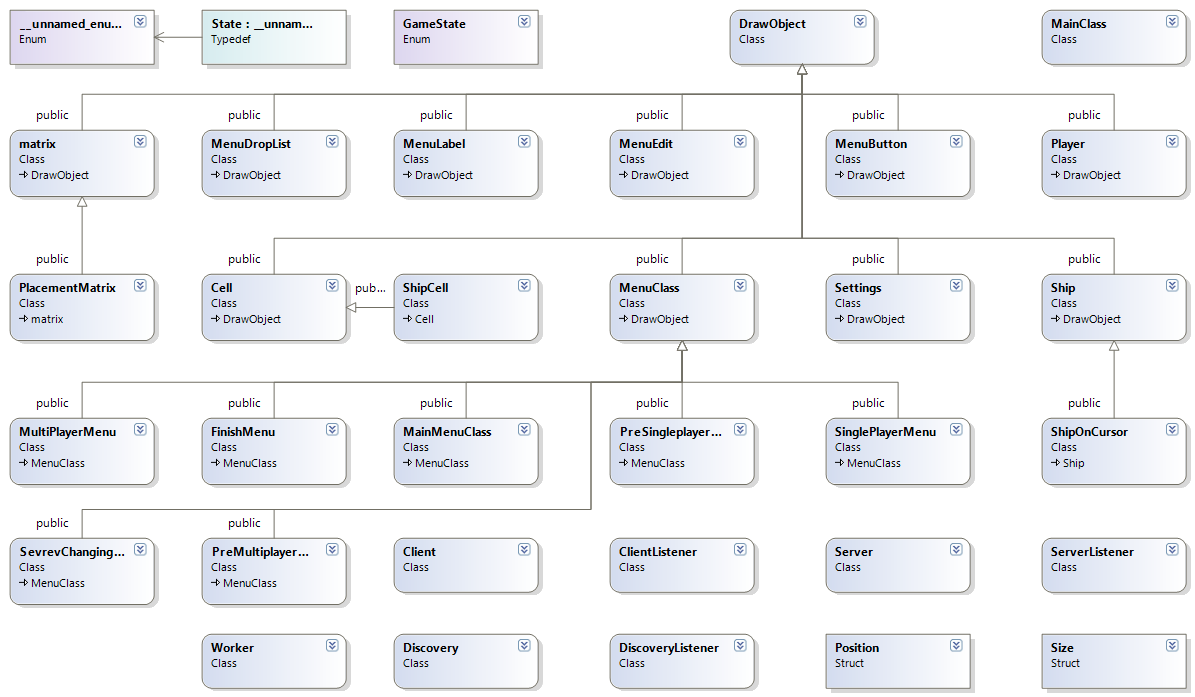 __unnamed_enu...
Enum
State : __unnam...
Typedef
GameState
Enum
DrawObject
Class
MainClass
Class
public
public
public
public
public
public
matrix
Class
DrawObject
MenuDropList
Class
DrawObject
MenuLabel
Class
DrawObject
MenuEdit
Class
DrawObject
MenuButton
Class
DrawObject
Player
Class
DrawObject
public
public
public
public
public
PlacementMatrix
Class
matrix
Cell
Class
DrawObject
pub...
ShipCell
Class
Cell
MenuClass
Class
DrawObject
Settings
Class
DrawObject
Ship
Class
DrawObject
public
public
public
public
public
public
MultiPlayerMenu
Class
MenuClass
FinishMenu
Class
MenuClass
MainMenuClass
Class
MenuClass
PreSingleplayer...
Class
MenuClass
SinglePlayerMenu
Class
MenuClass
ShipOnCursor
Class
Ship
public
public
SevrevChanging...
Class
MenuClass
PreMultiplayer...
Class
MenuClass
Client
Class
ClientListener
Class
Server
Class
ServerListener
Class
Worker
Class
Discovery
Class
DiscoveryListener
Class
Position
Struct
Size
Struct